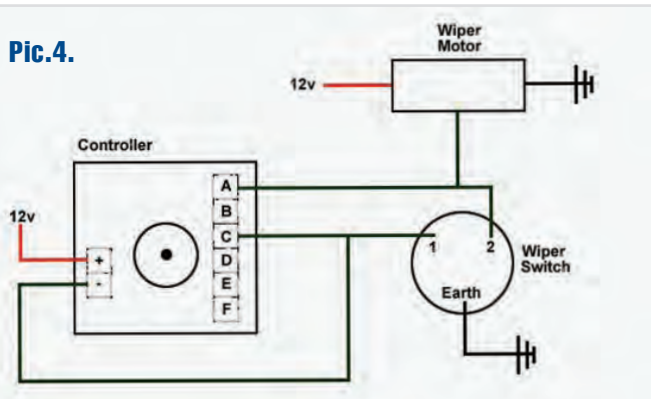 Pic.4.
Wiper
Motor
12v
Controller
A
B
C
D
E
F
12v
+
-
1
2
Wiper
Switch
Earth